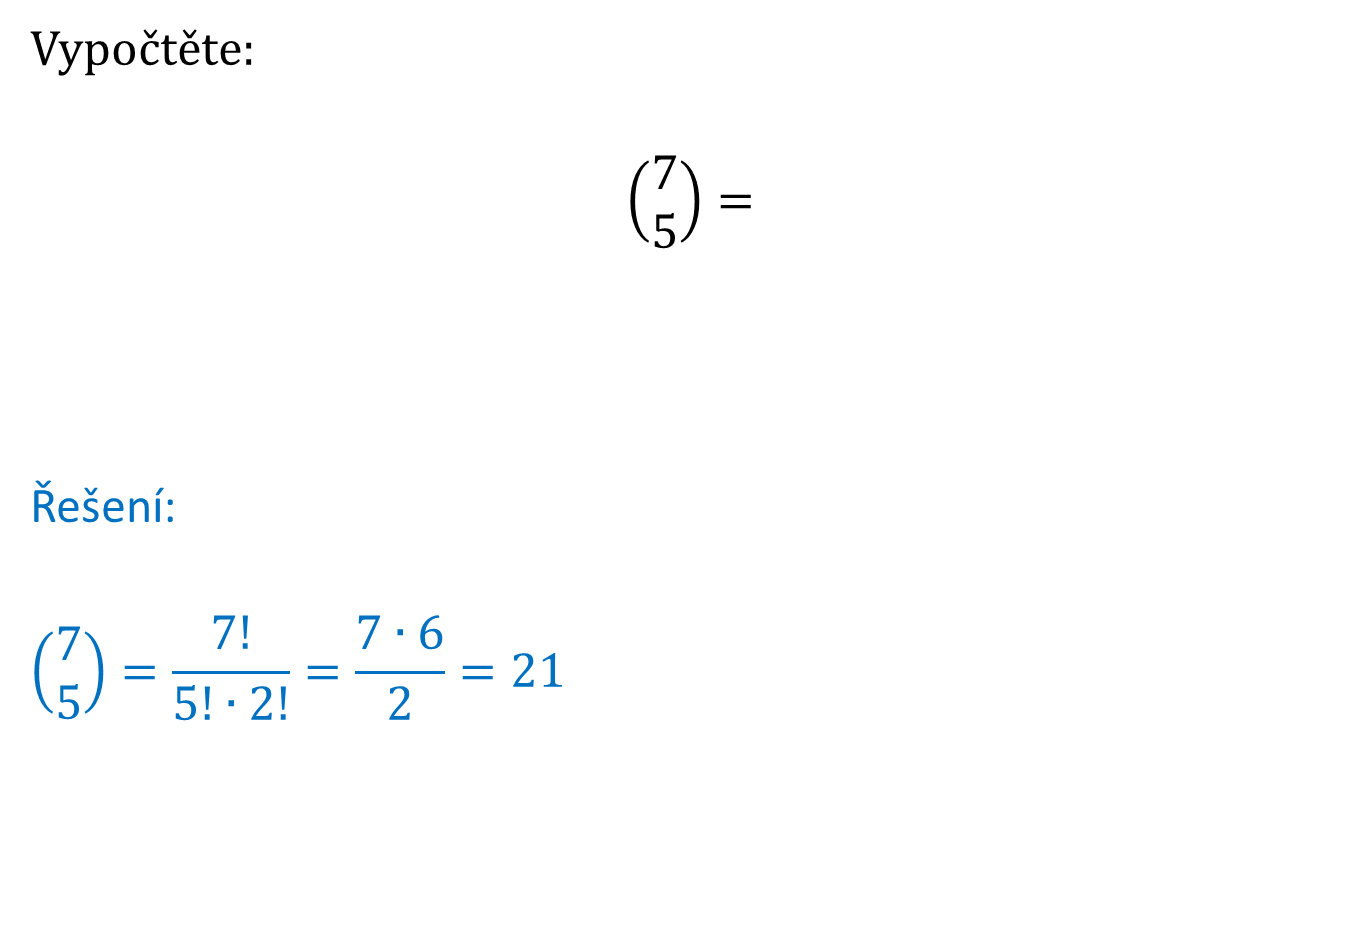 Vypočtěte:
(7 5) =
Řešení:
(7 5) = 7! / 5! · 2! = 7 · 6 / 2 = 21